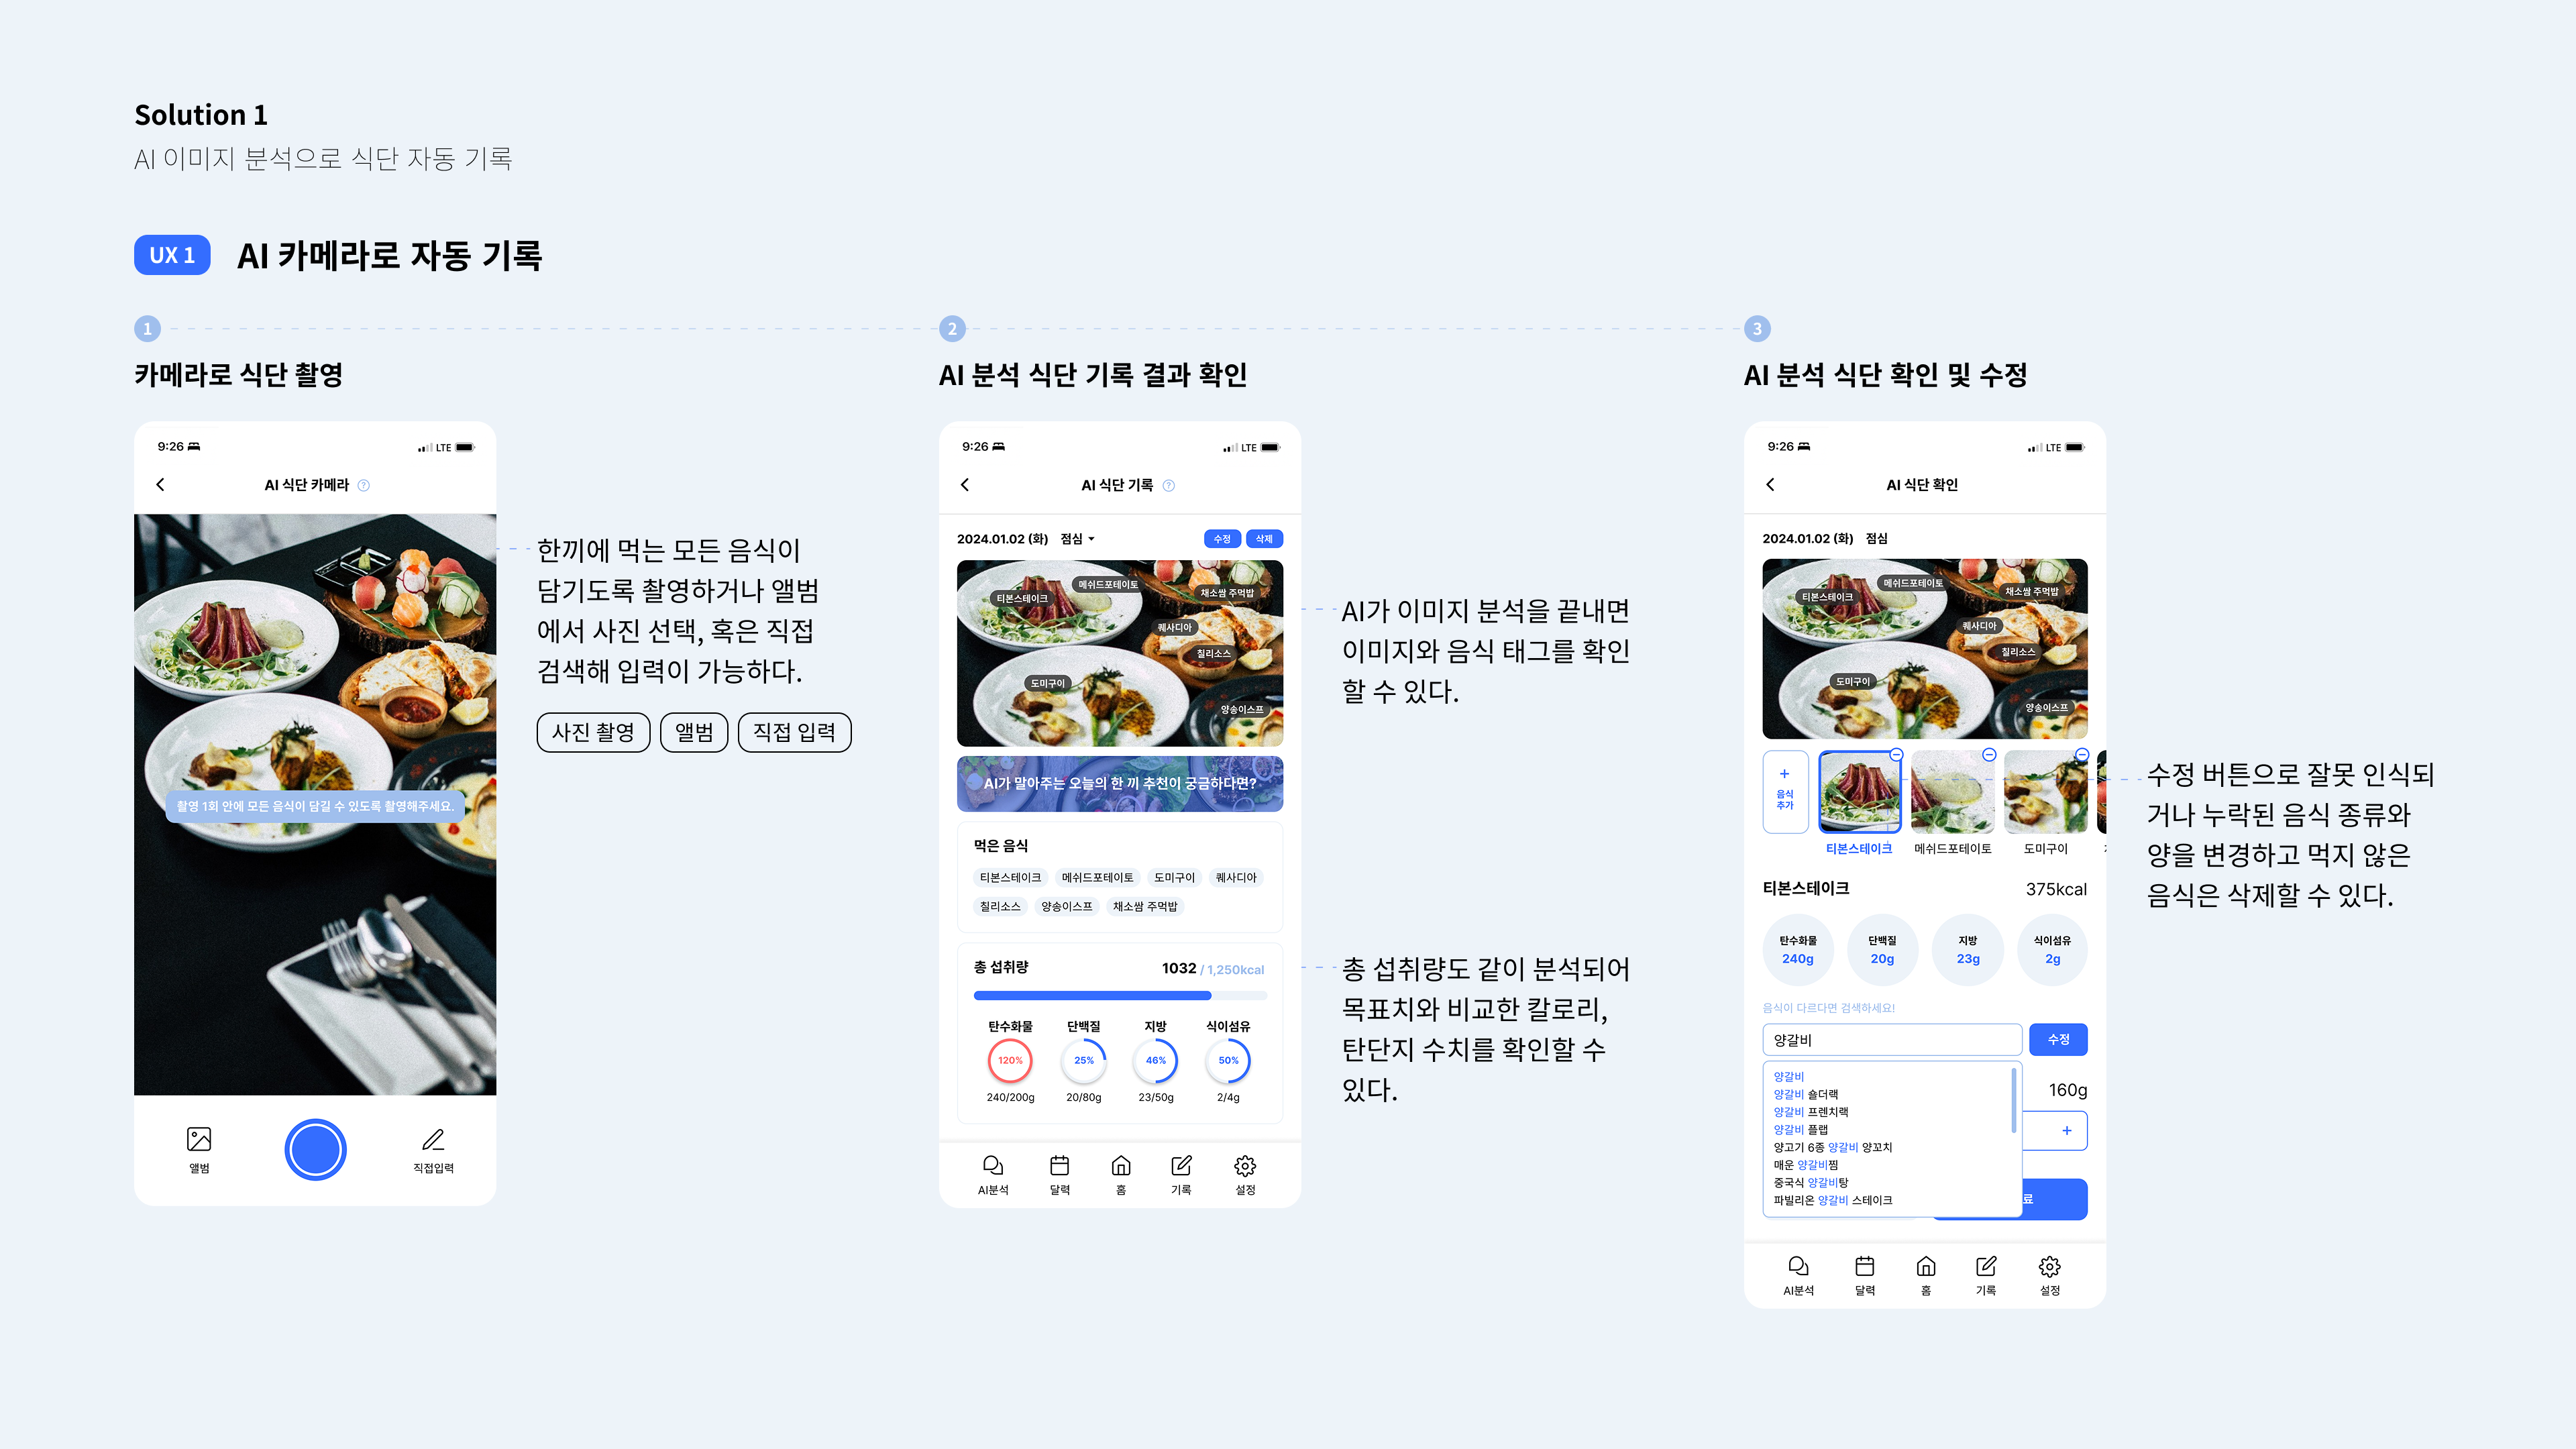 Solution 1
AI 이미지 분석으로 식단 자동 기록
UX 1 AI 카메라로 자동 기록
1
카메라로 식단 촬영
9:26 LTE
AI 식단 카메라 ?
촬영 1회 안에 모든 음식이 담길 수 있도록 촬영해주세요.
앨범 직접입력
한끼에 먹는 모든 음식이
담기도록 촬영하거나 앨범
에서 사진 선택, 혹은 직접
검색해 입력이 가능하다.
사진 촬영 앨범 직접 입력
2
AI 분석 식단 기록 결과 확인
9:26 LTE
AI 식단 기록 ?
2024.01.02 (화) 점심 수정 삭제
메쉬드포테이토
티본스테이크
채소쌈 주먹밥
퀘사디아
칠리소스
도미구이
양송이스프
AI가 말아주는 오늘의 한 끼 추천이 궁금하다면?
먹은 음식
티본스테이크 메쉬드포테이토 도미구이 퀘사디아
칠리소스 양송이스프 채소쌈 주먹밥
총 섭취량 1032 / 1,250kcal
탄수화물 단백질 지방 식이섬유
120% 25% 46% 50%
240/200g 20/80g 23/50g 2/4g
AI분석 달력 홈 기록 설정
AI가 이미지 분석을 끝내면
이미지와 음식 태그를 확인
할 수 있다.
총 섭취량도 같이 분석되어
목표치와 비교한 칼로리,
탄단지 수치를 확인할 수
있다.
3
AI 분석 식단 확인 및 수정
9:26 LTE
AI 식단 확인
2024.01.02 (화) 점심
메쉬드포테이토
티본스테이크
채소쌈 주먹밥
퀘사디아
칠리소스
도미구이
양송이스프
+
음식
추가
티본스테이크 메쉬드포테이토 도미구이
티본스테이크 375kcal
탄수화물 단백질 지방 식이섬유
240g 20g 23g 2g
음식이 다르다면 검색하세요!
양갈비 수정
양갈비
양갈비 숄더랙
양갈비 프렌치랙
양갈비 플랩
양고기 6종 양갈비 양꼬치
매운 양갈비찜
중국식 양갈비탕
파빌리온 양갈비 스테이크
160g
+
료
AI분석 달력 홈 기록 설정
수정 버튼으로 잘못 인식되
거나 누락된 음식 종류와
양을 변경하고 먹지 않은
음식은 삭제할 수 있다.